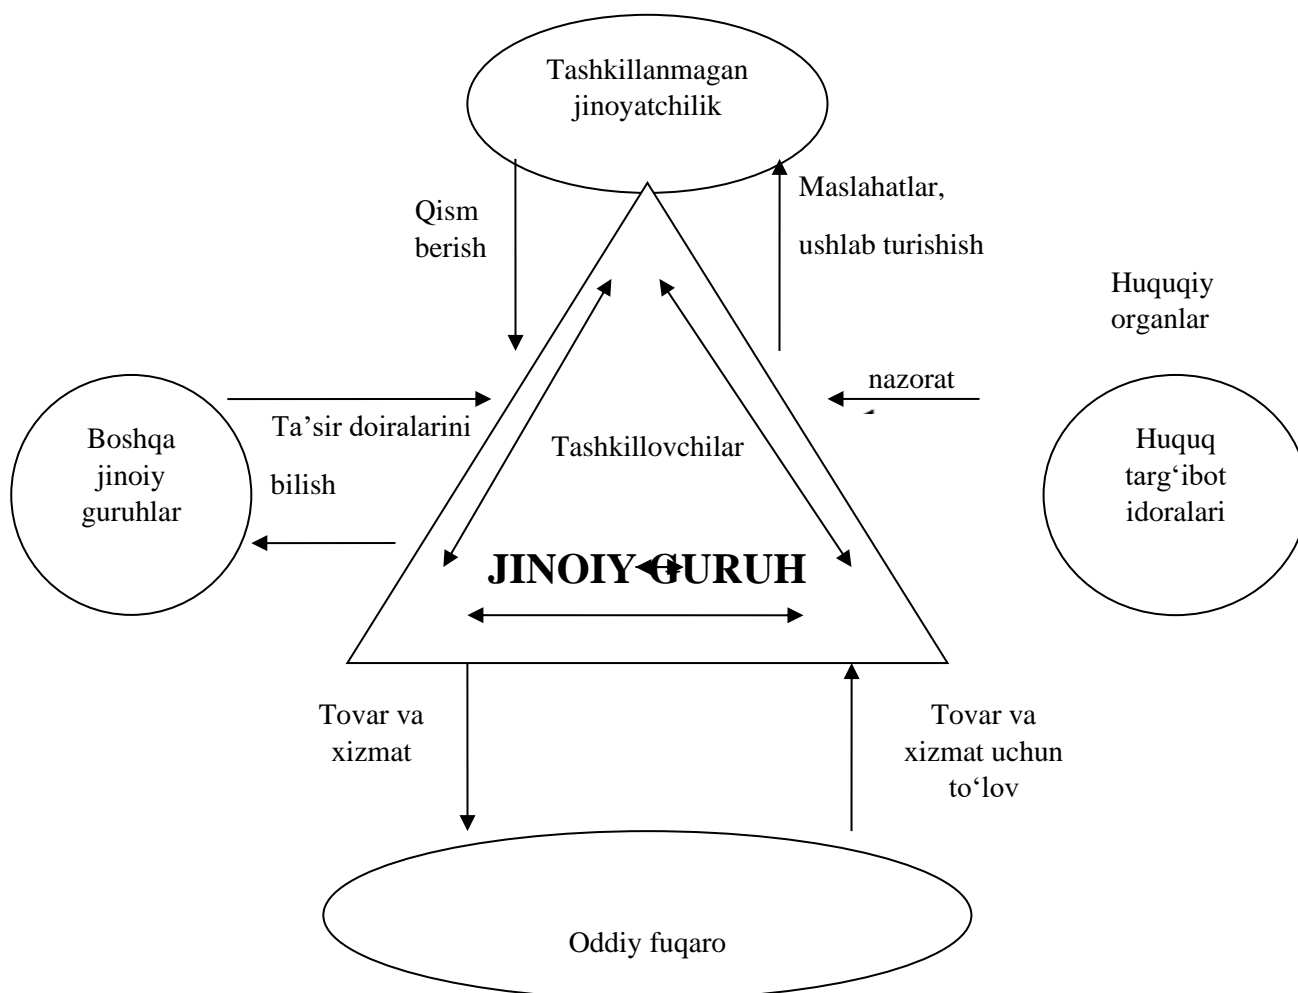 Tashkillanmagan
jinoyatchilik
Qism
berish
Maslahatlar,
ushlab turishish
Huquqiy
organlar
nazorat
Boshqa
jinoiy
guruhlar
Ta’sir doiralarini
bilish
Tashkillovchilar
Huquq
targ‘ibot
idoralari
JINOIY GURUH
Tovar va
xizmat
Tovar va
xizmat uchun
to‘lov
Oddiy fuqaro